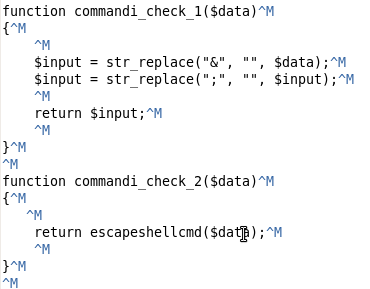 function commandi_check_1($data)^M
{^M
    ^M
    $input = str_replace("&", "", $data);^M
    $input = str_replace(";", "", $input);^M
    ^M
    return $input;^M
    ^M
}^M
^M
function commandi_check_2($data)^M
{^M
   ^M
    return escapeshellcmd($data);^M
    ^M
}^M
^M